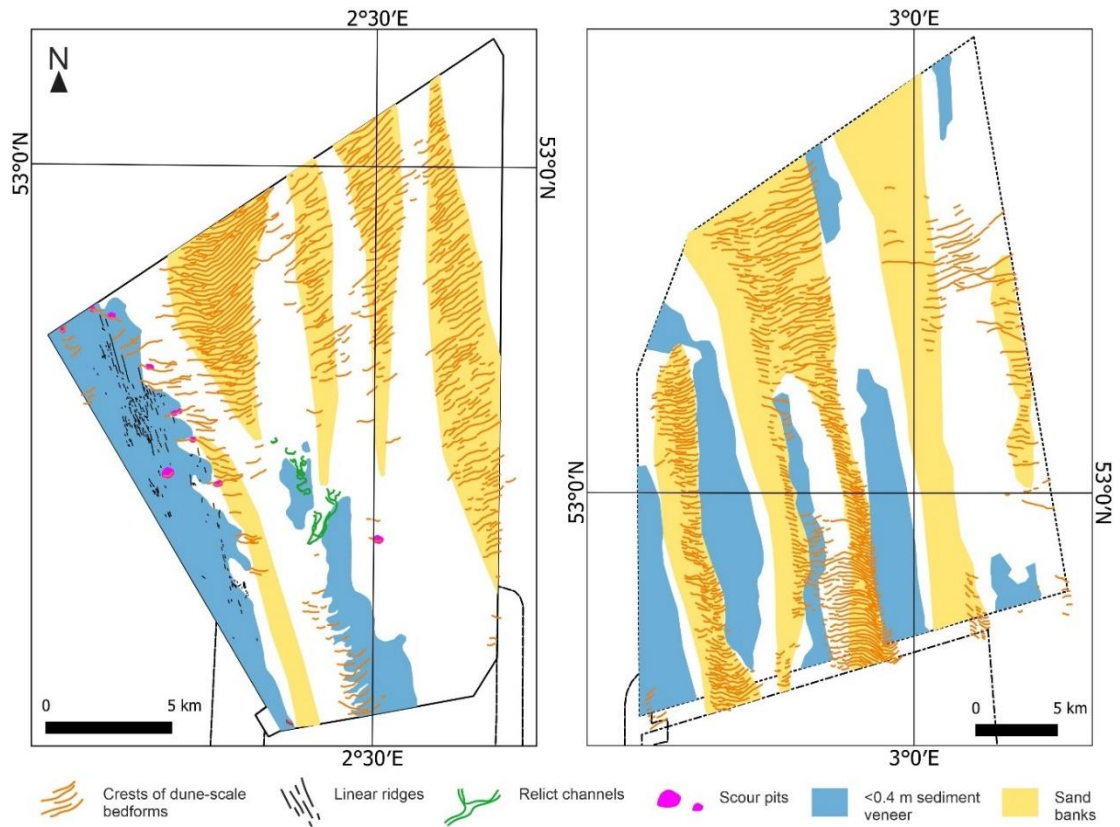 2°30′E
3°0′E
N
53°0′N
53°0′N
53°0′N
53°0′N
0 5 km
0 5 km
2°30′E
3°0′E
Crests of dune-scale
bedforms
Linear ridges
Relict channels
Scour pits
<0.4 m sediment
veneer
Sand
banks